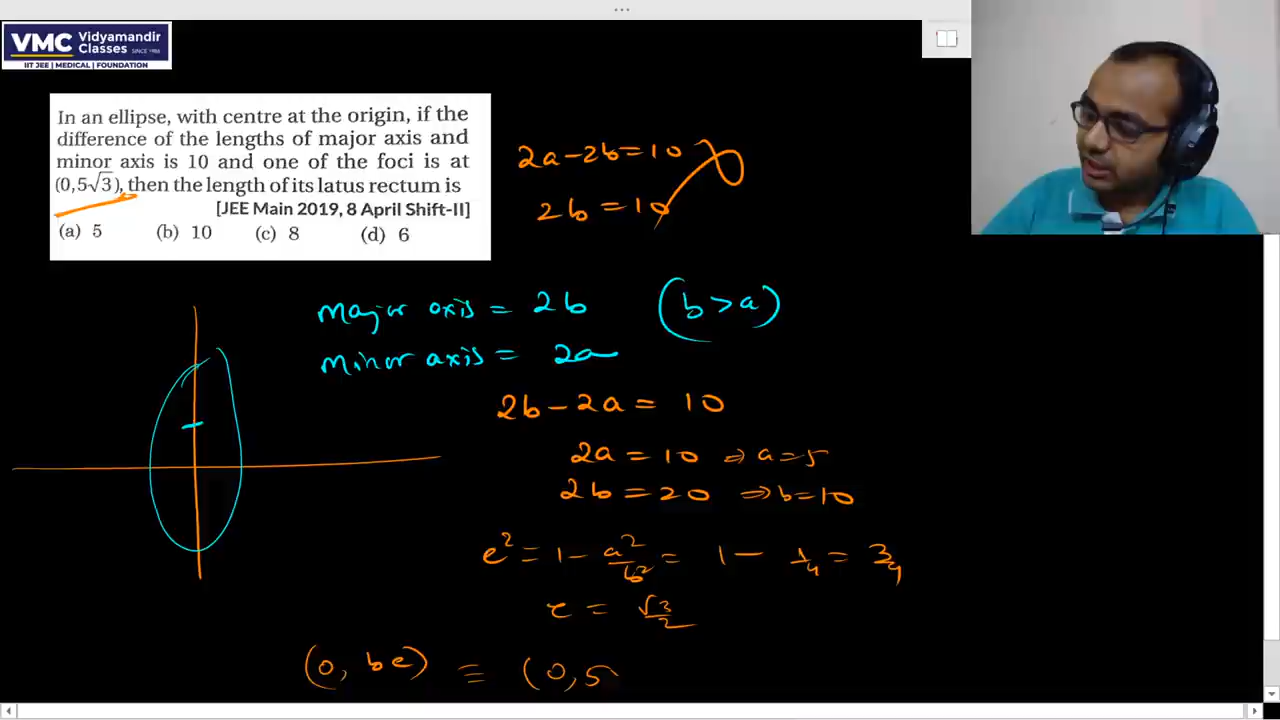 VMC Vidyamandir Classes
SINCE 1986
IIT JEE | MEDICAL | FOUNDATION
In an ellipse, with centre at the origin, if the
difference of the lengths of major axis and
minor axis is 10 and one of the foci is at
(0,5√3), then the length of its latus rectum is
[JEE Main 2019, 8 April Shift-II]
(a) 5 (b) 10 (c) 8 (d) 6
2a-2b=10
2b=10
major axis = 2b (b>a)
minor axis = 2a
2b-2a = 10
2a = 10 ⇒ a=5
2b = 20 ⇒ b=10
e² = 1 - a²/b² = 1 - 1/4 = 3/4
e = √3/2
(0, be) ≡ (0,5